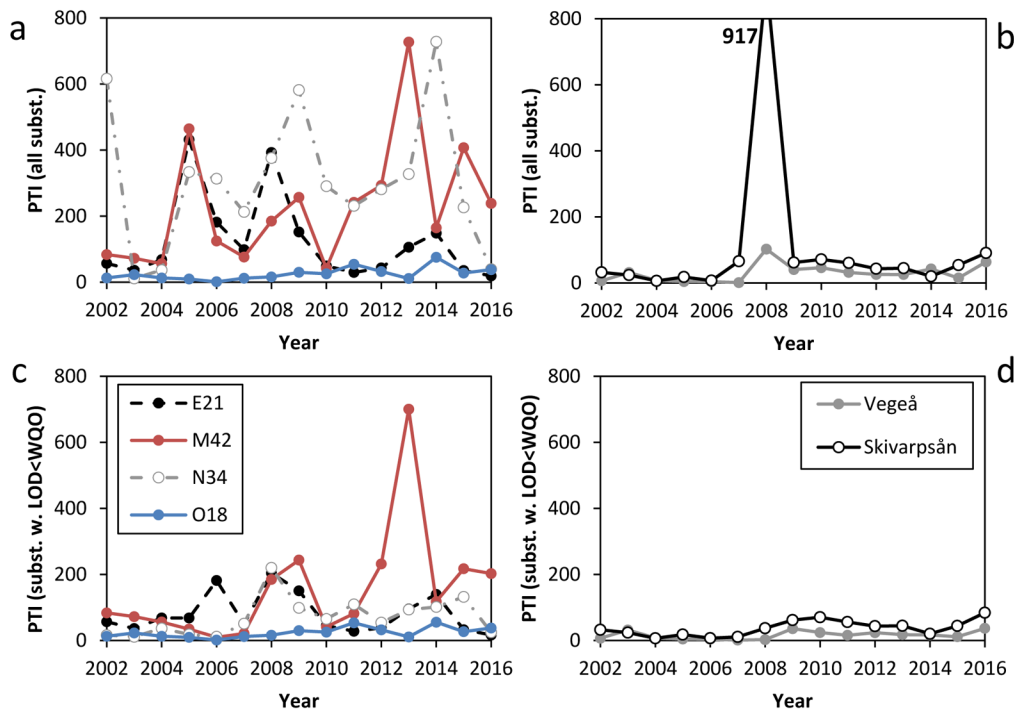 a
PTI (all subst.)
800
600
400
200
0
2002 2004 2006 2008 2010 2012 2014 2016
Year
b
917
PTI (all subst.)
800
600
400
200
0
2002 2004 2006 2008 2010 2012 2014 2016
Year
c
PTI (subst. w. LOD<WQO)
800
600
400
200
0
E21
M42
N34
O18
2002 2004 2006 2008 2010 2012 2014 2016
Year
d
PTI (subst. w. LOD<WQO)
800
600
400
200
0
Vegeå
Skivarpsån
2002 2004 2006 2008 2010 2012 2014 2016
Year